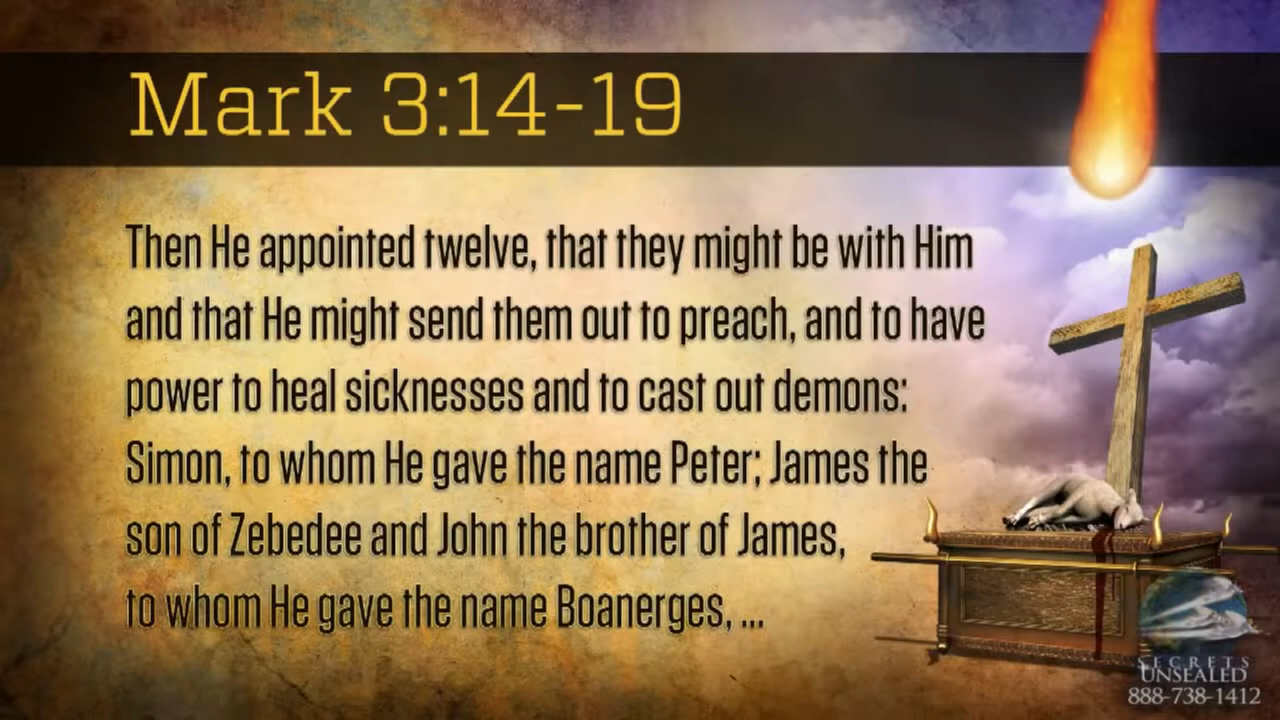 Mark 3:14-19
Then He appointed twelve, that they might be with Him
and that He might send them out to preach, and to have
power to heal sicknesses and to cast out demons:
Simon, to whom He gave the name Peter; James the
son of Zebedee and John the brother of James,
to whom He gave the name Boanerges, ...
SECRETS
UNSEALED
888-738-1412